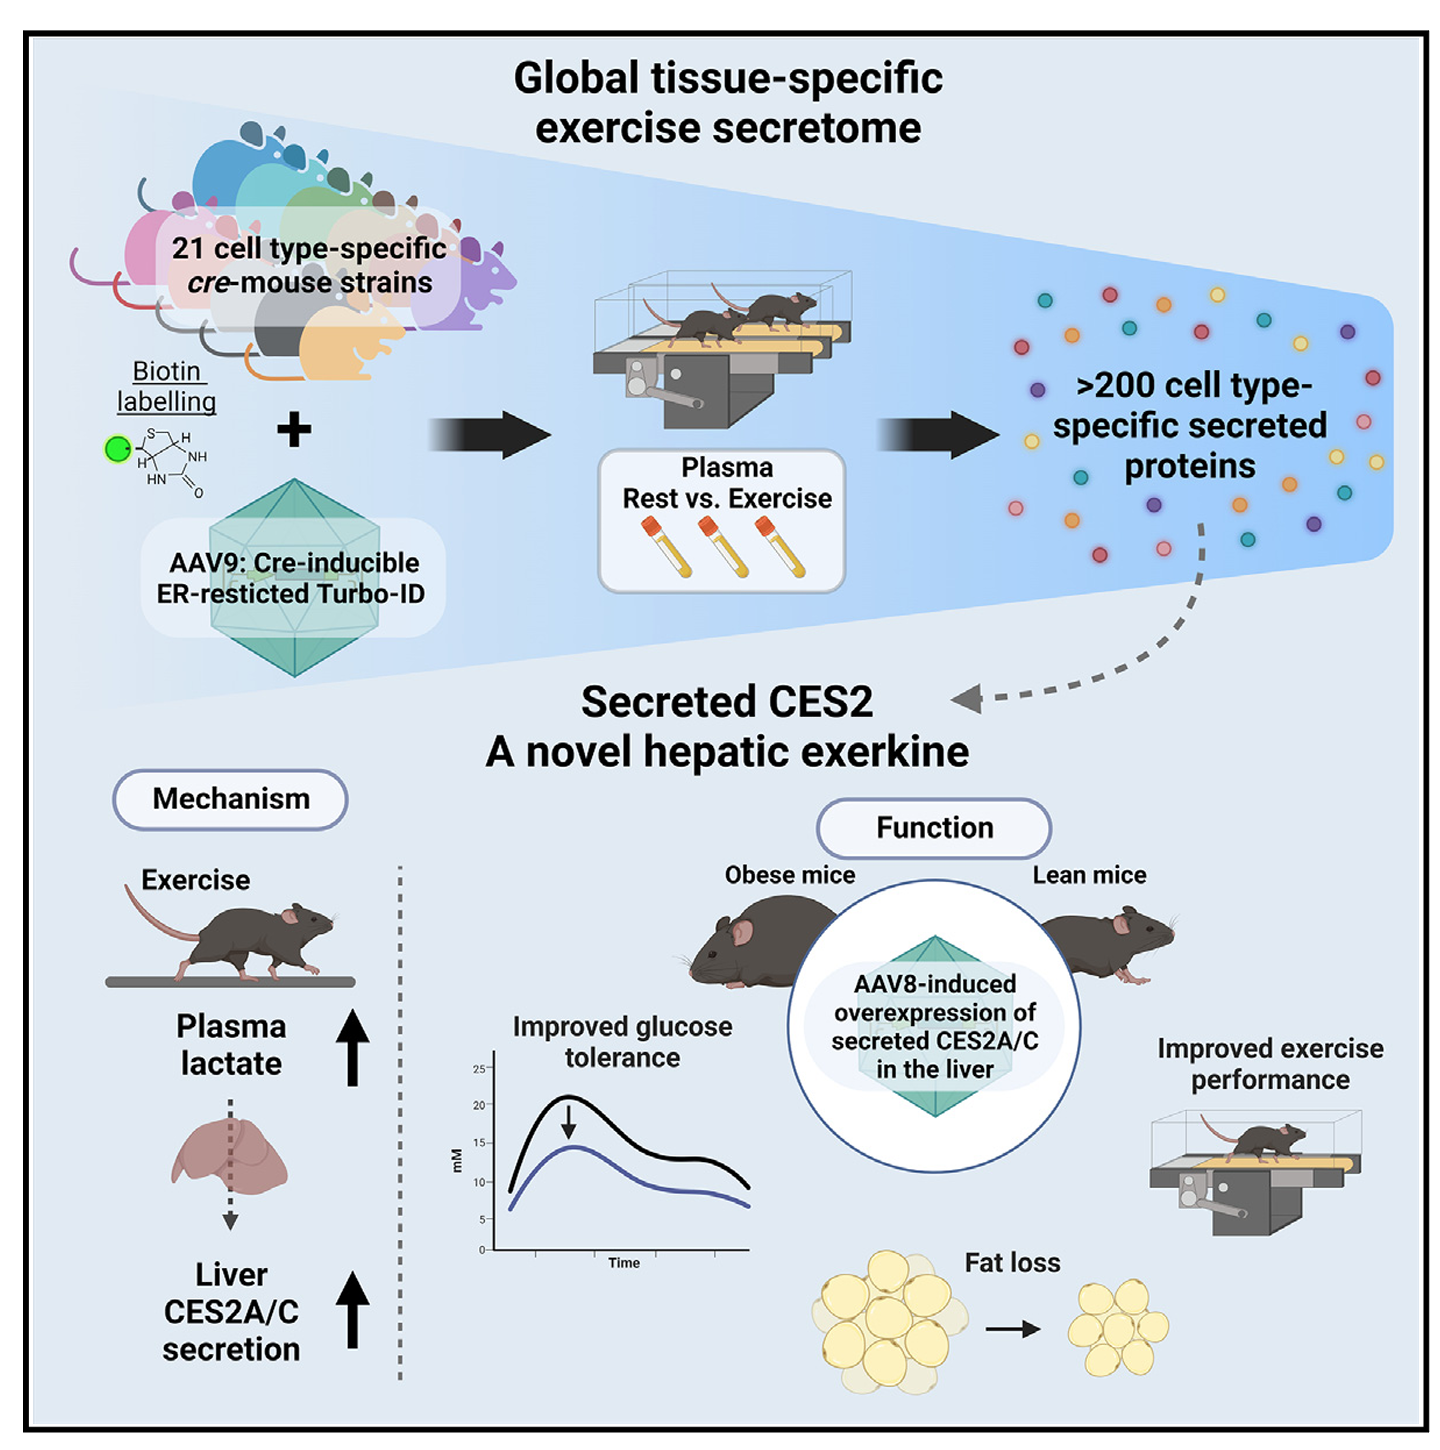 Global tissue-specific
exercise secretome
21 cell type-specific
cre-mouse strains
Biotin
labelling
+
S
H
H
NH
HN
O
AAV9: Cre-inducible
ER-resticted Turbo-ID
Plasma
Rest vs. Exercise
>200 cell type-
specific secreted
proteins
Secreted CES2
A novel hepatic exerkine
Mechanism
Exercise
Plasma
lactate
Liver
CES2A/C
secretion
Function
Obese mice
Lean mice
AAV8-induced
overexpression of
secreted CES2A/C
in the liver
Improved glucose
tolerance
25
20
15
10
5
0
mM
Time
Improved exercise
performance
Fat loss